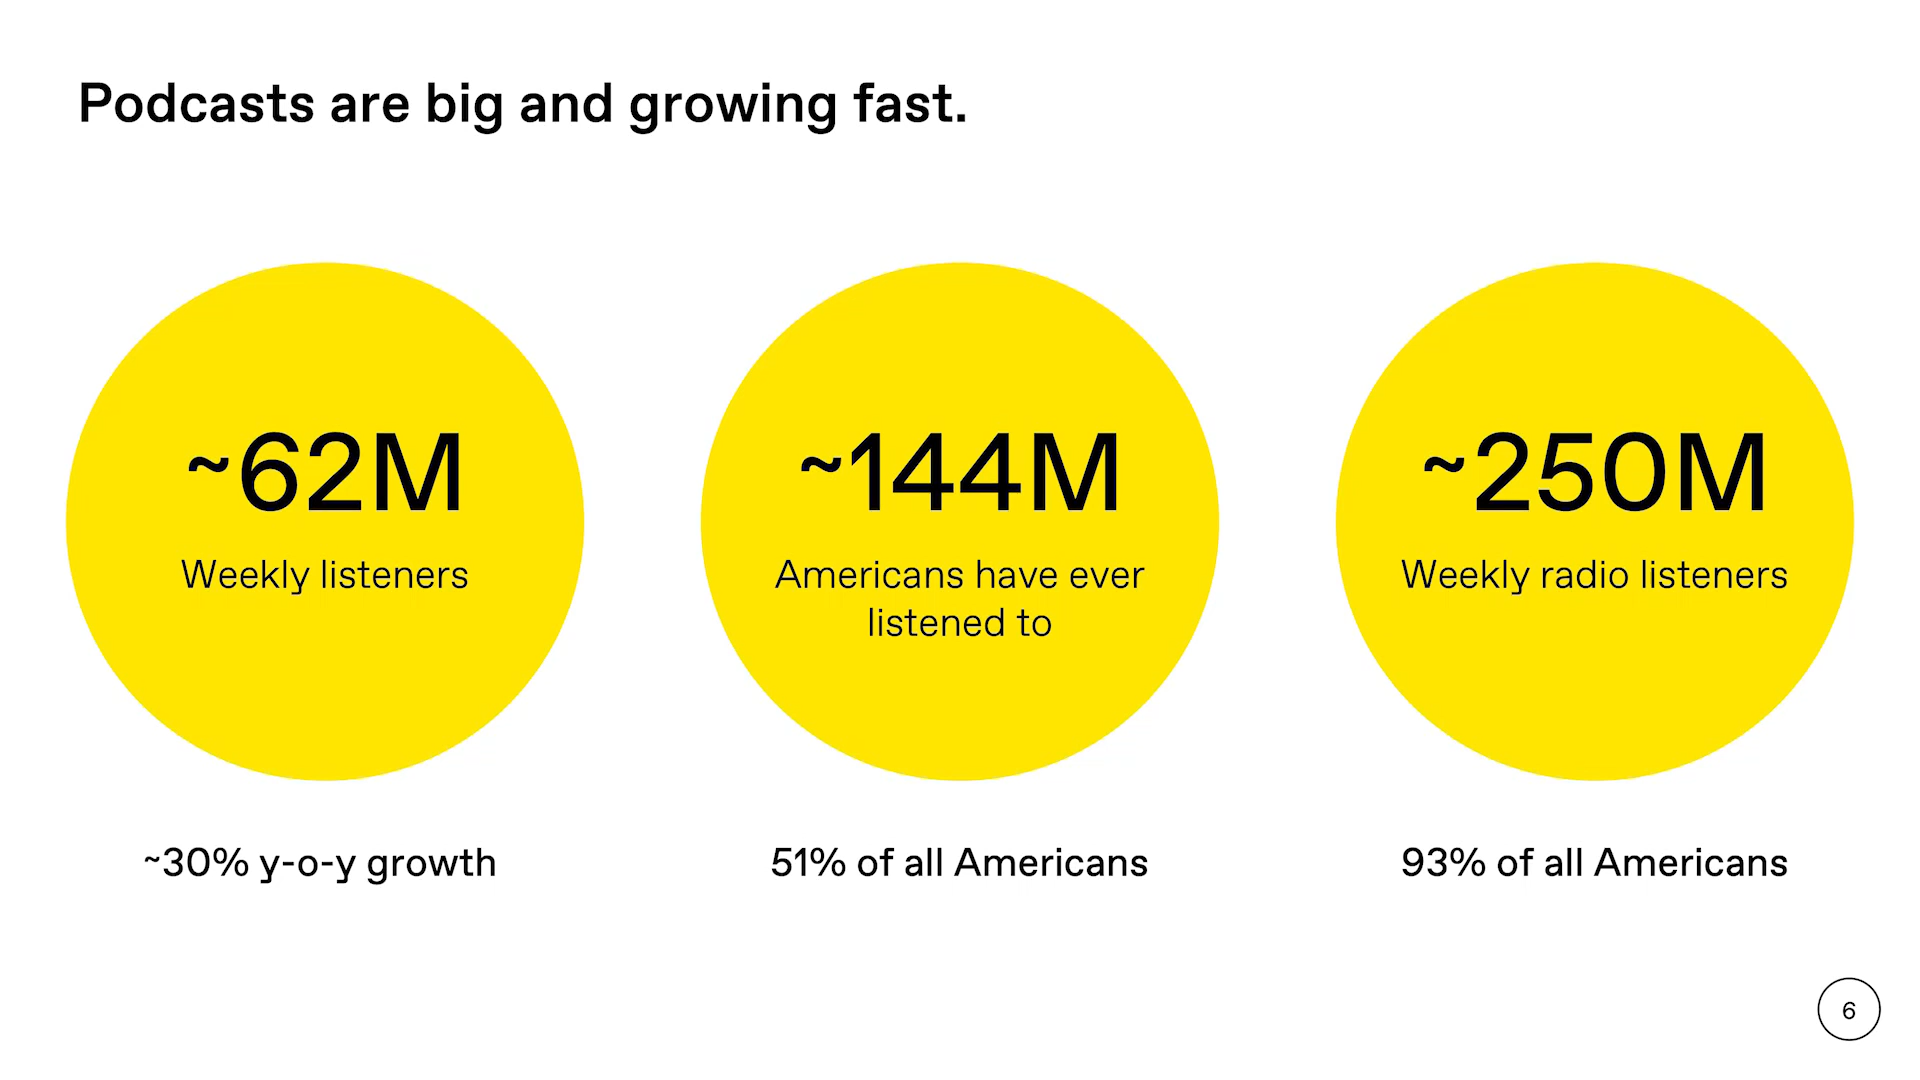 Podcasts are big and growing fast.
~62M
Weekly listeners
~30% y-o-y growth
~144M
Americans have ever
listened to
51% of all Americans
~250M
Weekly radio listeners
93% of all Americans
6